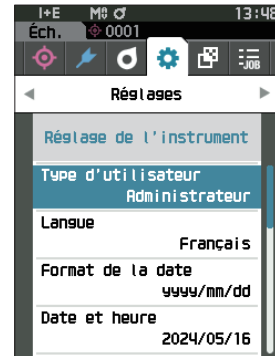 I+E M0 13:48
Éch. 0001
-JOB
Réglages
Réglage de l'instrument
Type d'utilisateur
Administrateur
Langue
Français
Format de la date
yyyy/mm/dd
Date et heure
2024/05/16